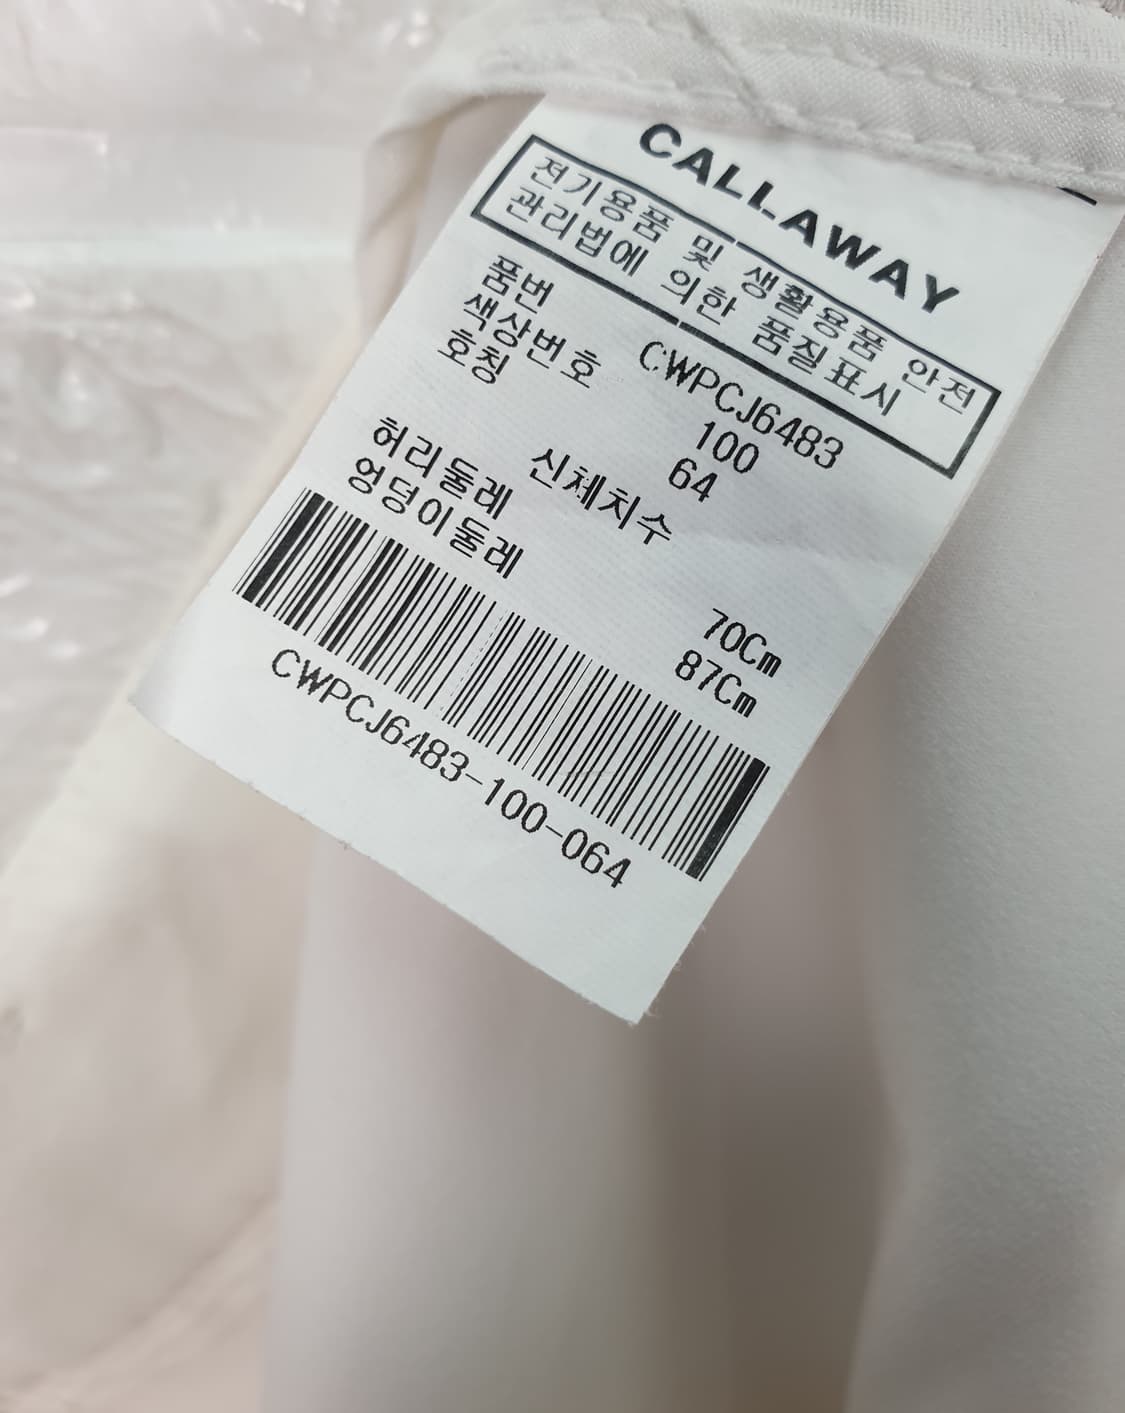 CALLAWAY
전기용품 및 생활용품 안전
관리법에 의한 품질표시
품번 CWPCJ6483
색상번호 100
호칭 64
신체치수
허리둘레 70Cm
엉덩이둘레 87Cm
CWPCJ6483-100-064